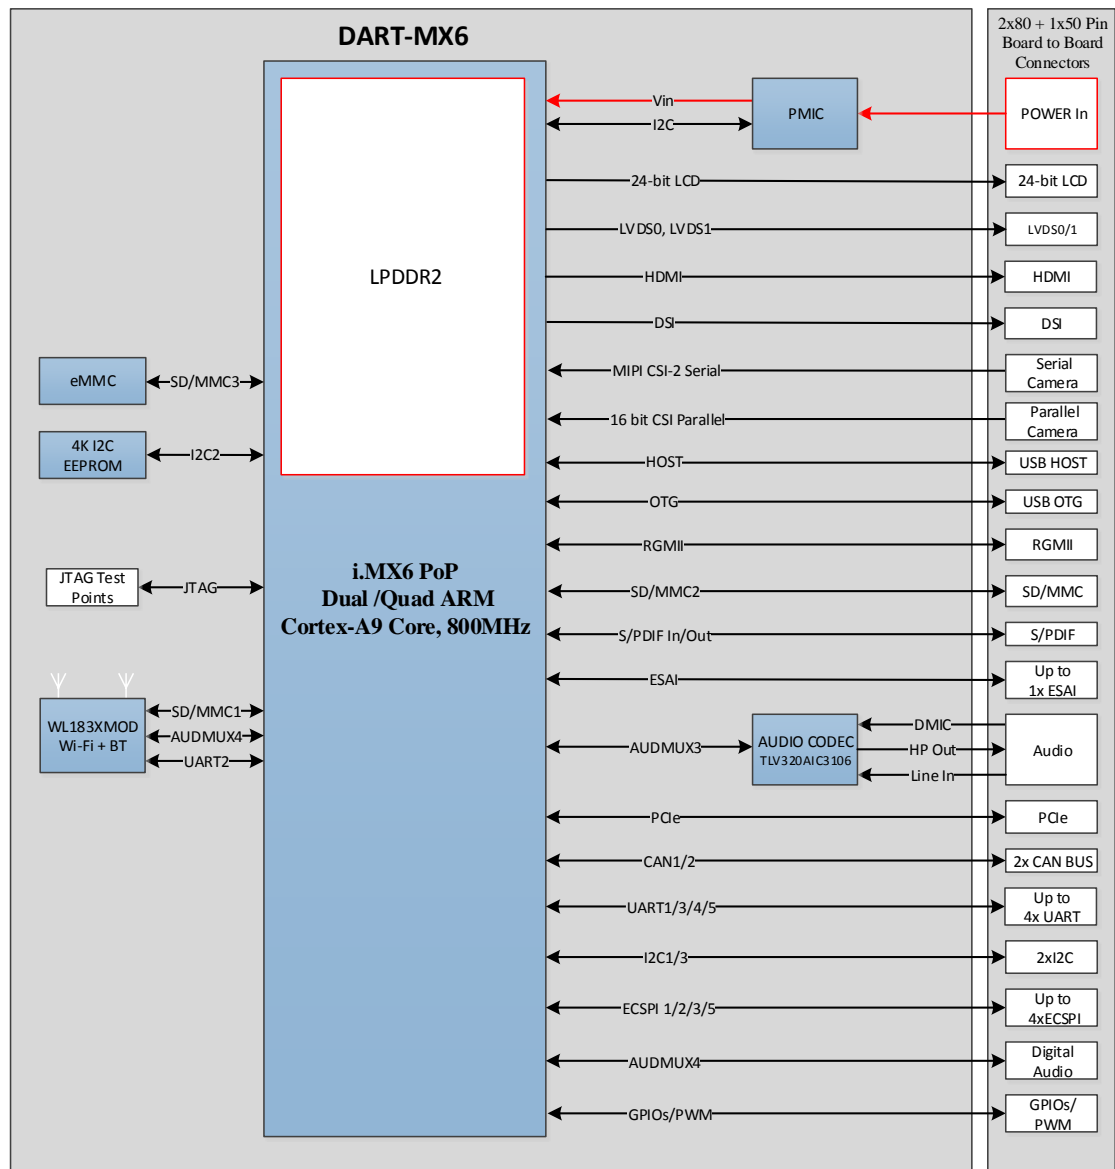 DART-MX6
2x80 + 1x50 Pin
Board to Board
Connectors
LPDDR2
i.MX6 PoP
Dual /Quad ARM
Cortex-A9 Core, 800MHz
eMMC
SD/MMC3
4K I2C
EEPROM
I2C2
JTAG Test
Points
JTAG
WL183XMOD
Wi-Fi + BT
SD/MMC1
AUDMUX4
UART2
Vin
I2C
PMIC
POWER In
24-bit LCD
24-bit LCD
LVDS0, LVDS1
LVDS0/1
HDMI
HDMI
DSI
DSI
MIPI CSI-2 Serial
Serial
Camera
16 bit CSI Parallel
Parallel
Camera
HOST
USB HOST
OTG
USB OTG
RGMII
RGMII
SD/MMC2
SD/MMC
S/PDIF In/Out
S/PDIF
ESAI
Up to
1x ESAI
AUDMUX3
AUDIO CODEC
TLV320AIC3106
DMIC
HP Out
Line In
Audio
PCIe
PCIe
CAN1/2
2x CAN BUS
UART1/3/4/5
Up to
4x UART
I2C1/3
2xI2C
ECSPI 1/2/3/5
Up to
4xECSPI
AUDMUX4
Digital
Audio
GPIOs/PWM
GPIOs/
PWM